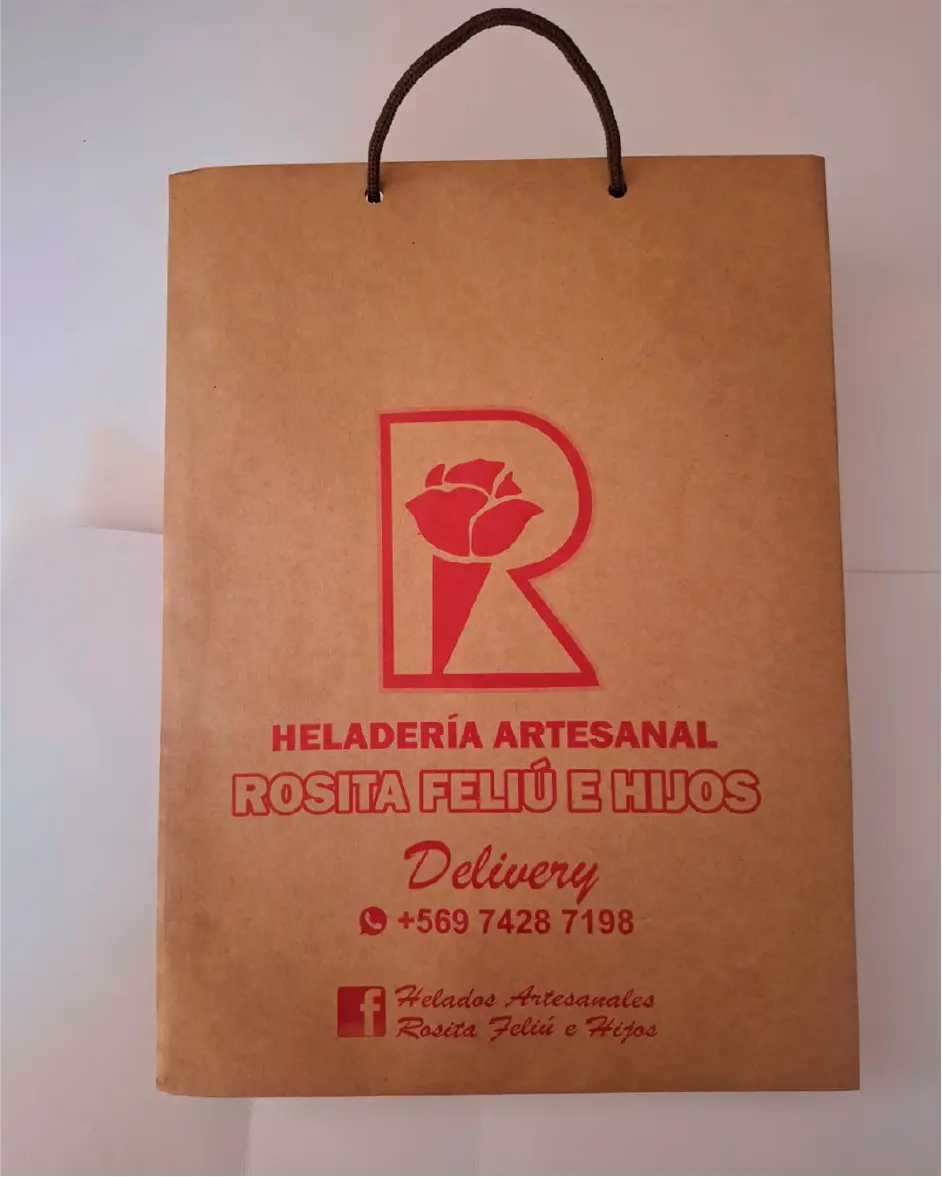 R
HELADERÍA ARTESANAL
ROSITA FELIÚ E HIJOS
Delivery
+569 7428 7198
f Helados Artesanales
Rosita Feliú e Hijos